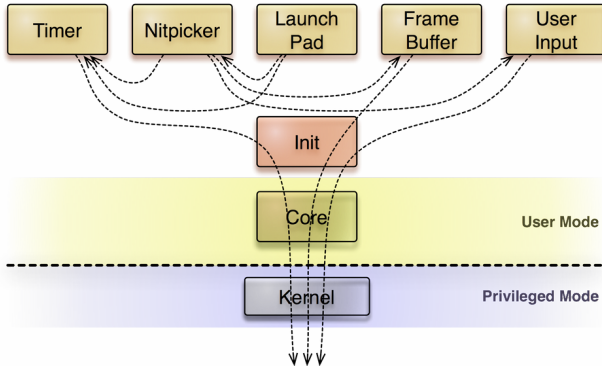 Timer
Nitpicker
Launch
Pad
Frame
Buffer
User
Input
Init
Core
User Mode
Kernel
Privileged Mode